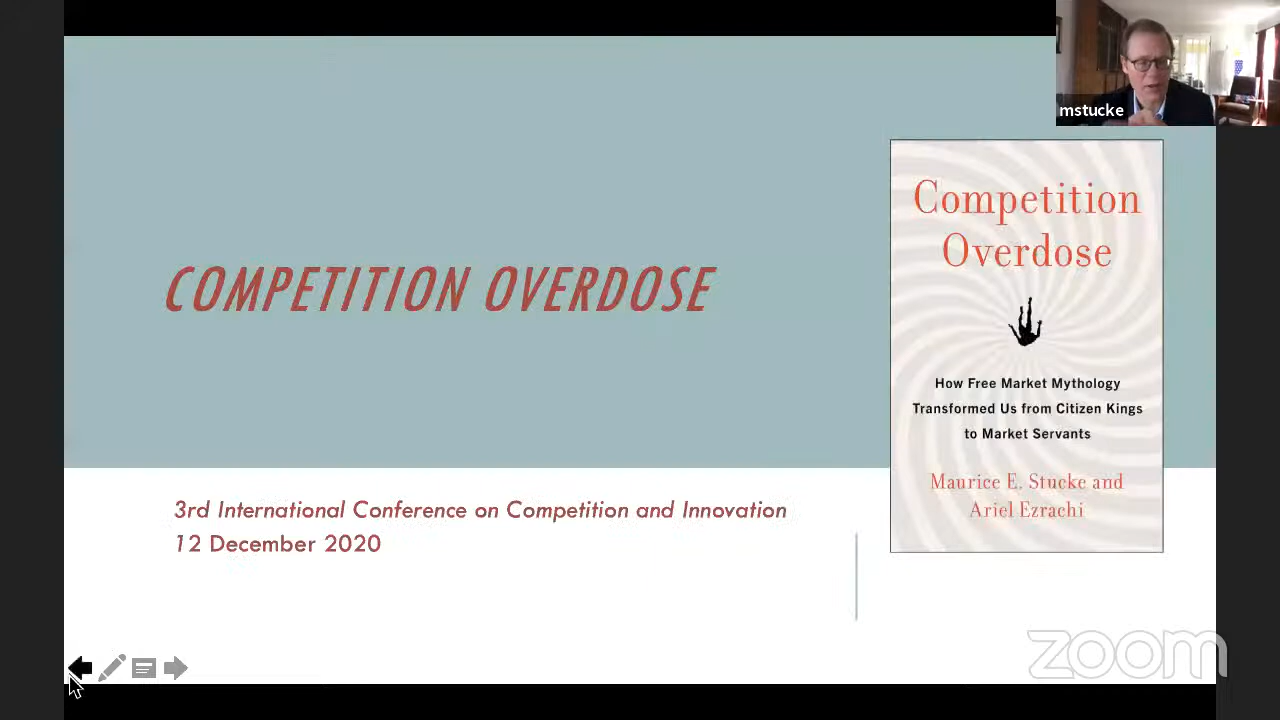 mstucke
COMPETITION OVERDOSE
3rd International Conference on Competition and Innovation
12 December 2020
Competition
Overdose
How Free Market Mythology
Transformed Us from Citizen Kings
to Market Servants
Maurice E. Stucke and
Ariel Ezrachi
zoom